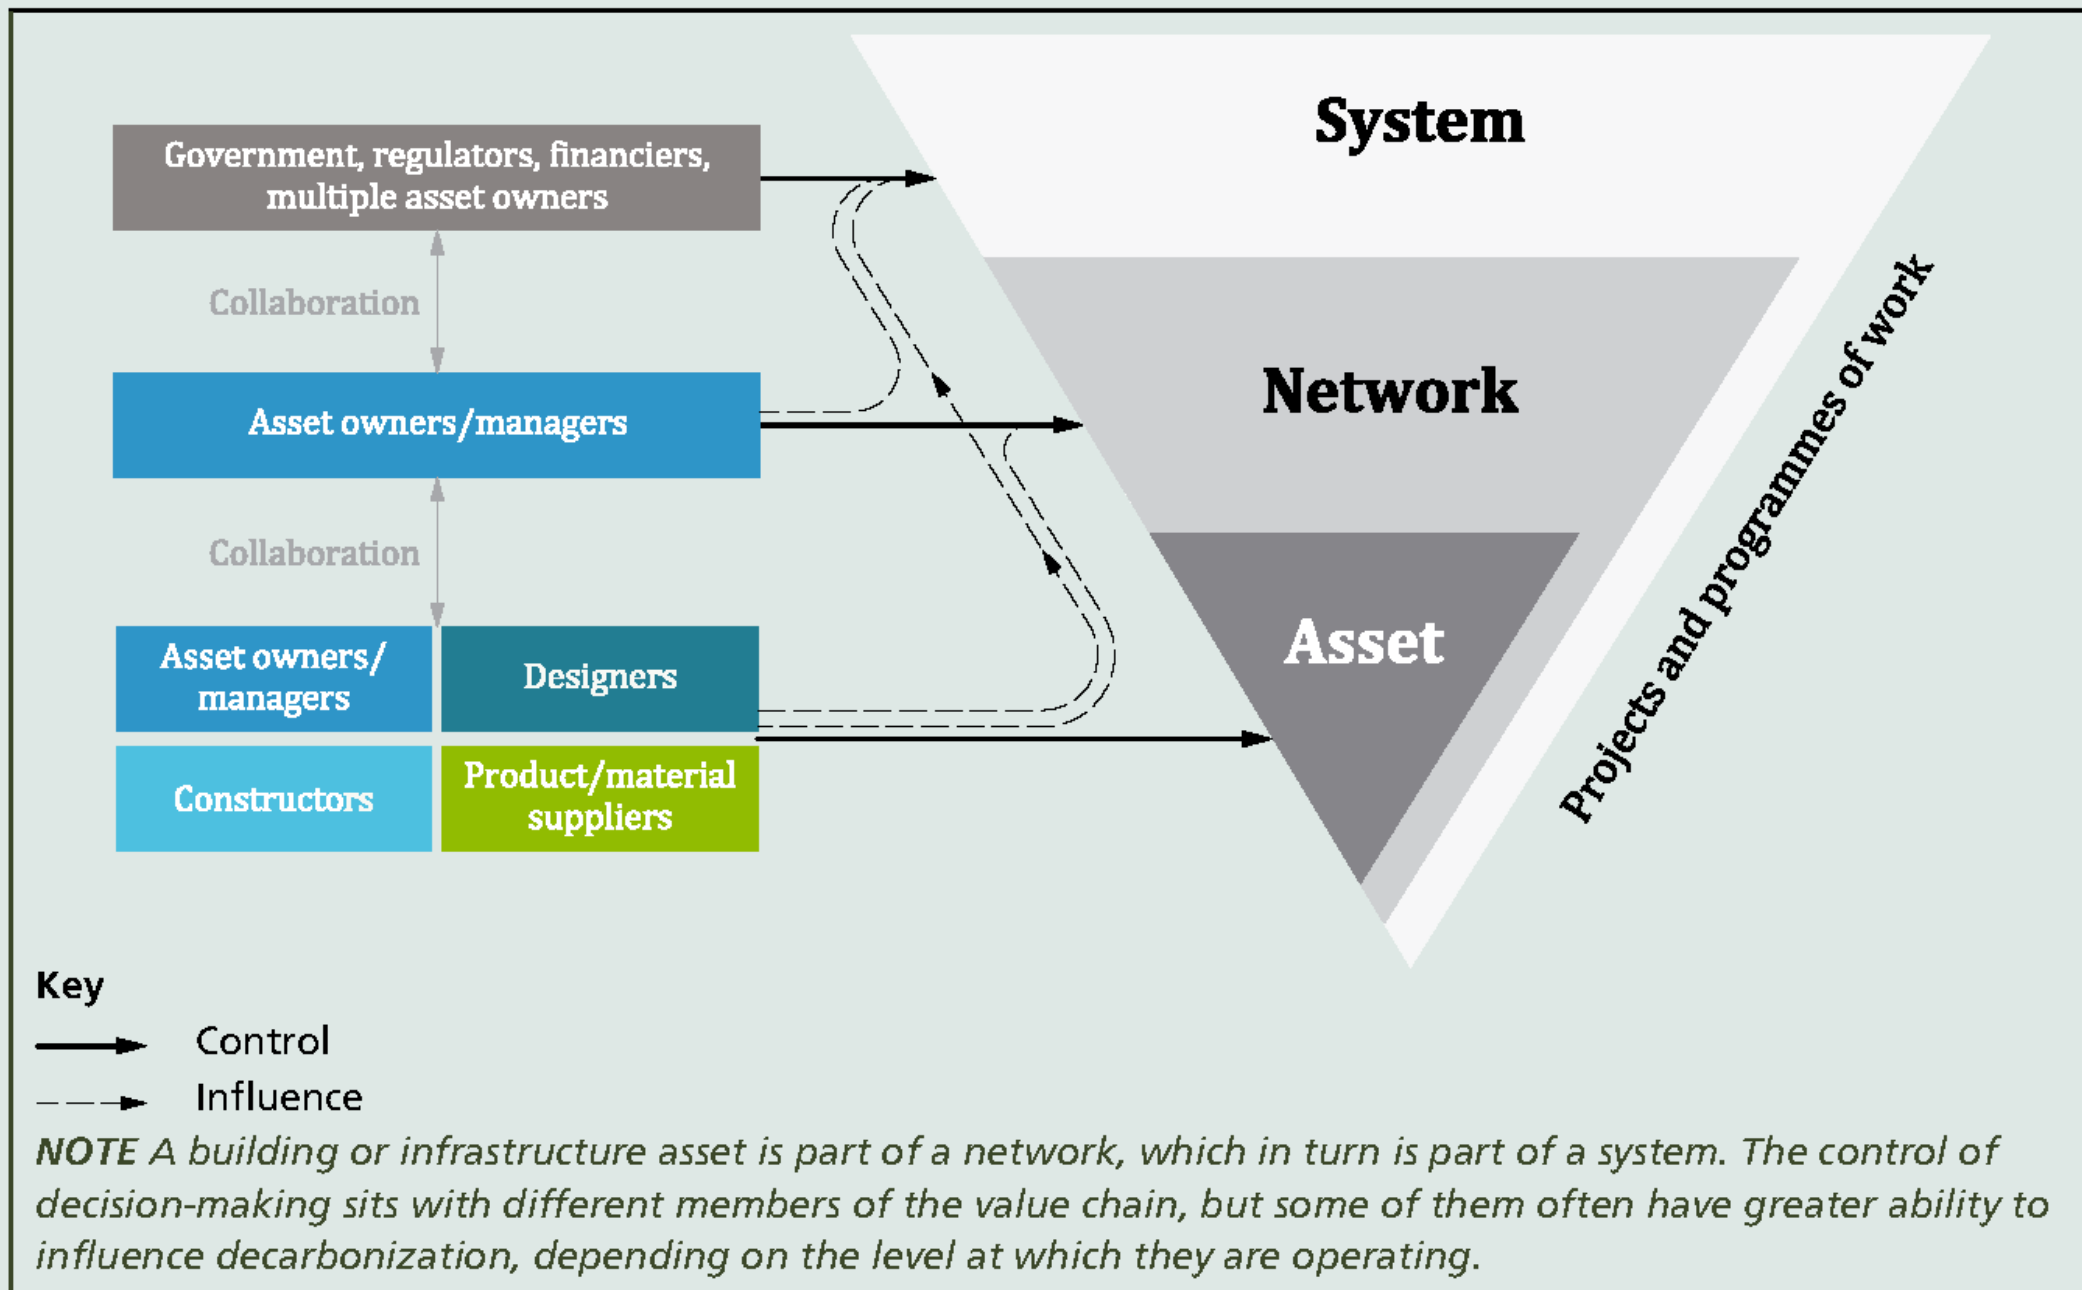 System
Government, regulators, financiers,
multiple asset owners
Collaboration
Network
Asset owners/managers
Collaboration
Asset
Asset owners/
managers
Designers
Constructors
Product/material
suppliers
Projects and programmes of work
Key
Control
Influence
NOTE A building or infrastructure asset is part of a network, which in turn is part of a system. The control of
decision-making sits with different members of the value chain, but some of them often have greater ability to
influence decarbonization, depending on the level at which they are operating.